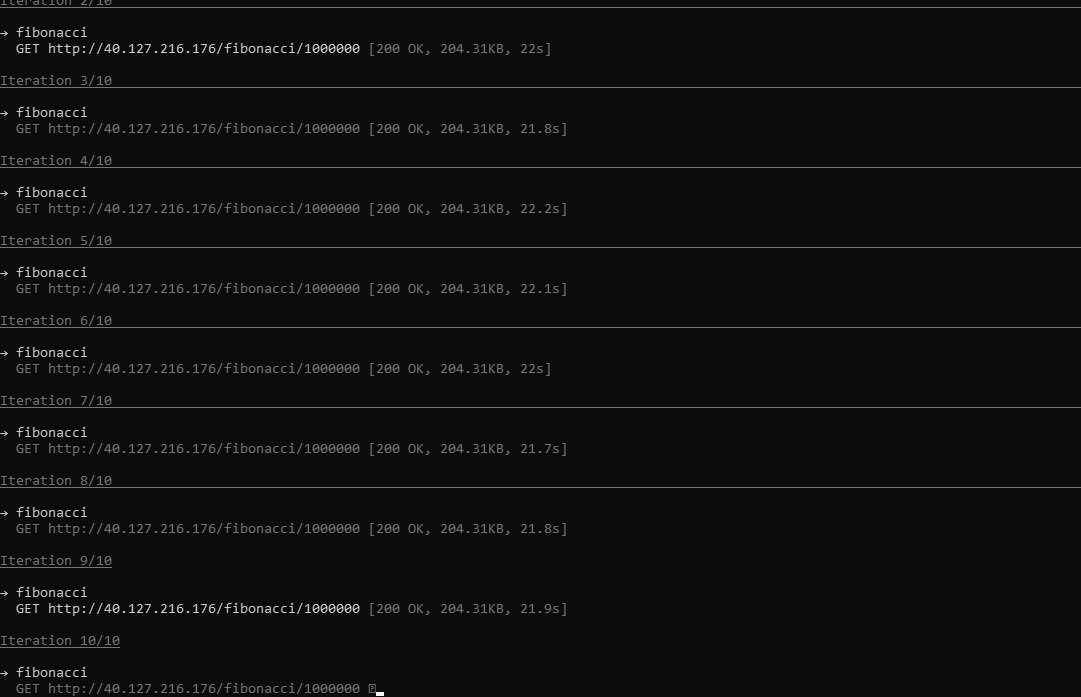 Iteration 2/10
→ fibonacci
GET http://40.127.216.176/fibonacci/1000000 [200 OK, 204.31KB, 22s]
Iteration 3/10
→ fibonacci
GET http://40.127.216.176/fibonacci/1000000 [200 OK, 204.31KB, 21.8s]
Iteration 4/10
→ fibonacci
GET http://40.127.216.176/fibonacci/1000000 [200 OK, 204.31KB, 22.2s]
Iteration 5/10
→ fibonacci
GET http://40.127.216.176/fibonacci/1000000 [200 OK, 204.31KB, 22.1s]
Iteration 6/10
→ fibonacci
GET http://40.127.216.176/fibonacci/1000000 [200 OK, 204.31KB, 22s]
Iteration 7/10
→ fibonacci
GET http://40.127.216.176/fibonacci/1000000 [200 OK, 204.31KB, 21.7s]
Iteration 8/10
→ fibonacci
GET http://40.127.216.176/fibonacci/1000000 [200 OK, 204.31KB, 21.8s]
Iteration 9/10
→ fibonacci
GET http://40.127.216.176/fibonacci/1000000 [200 OK, 204.31KB, 21.9s]
Iteration 10/10
→ fibonacci
GET http://40.127.216.176/fibonacci/1000000